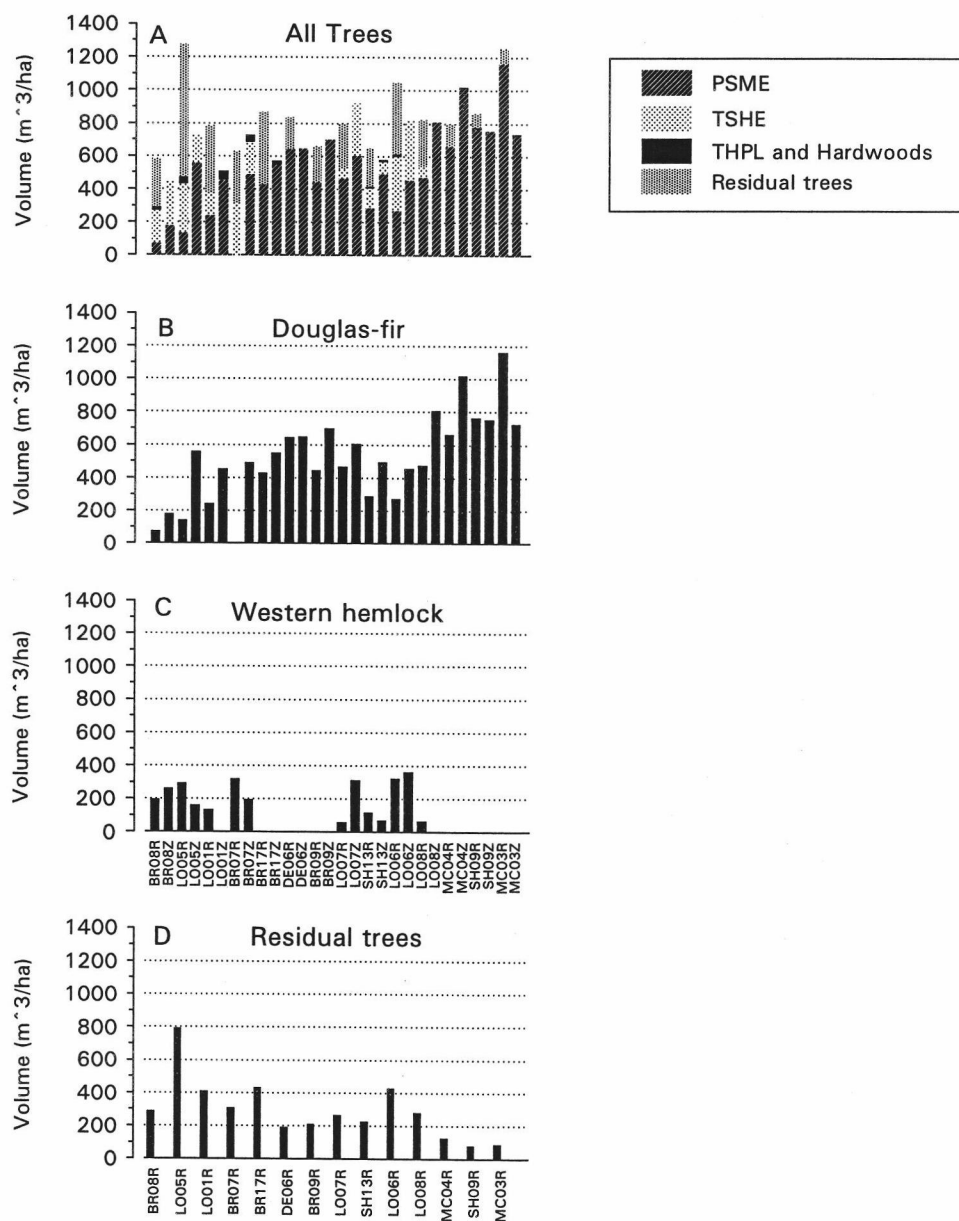 A
All Trees
1400
1200
1000
800
600
400
200
0
Volume (m^3/ha)
PSME
TSHE
THPL and Hardwoods
Residual trees
B
Douglas-fir
1400
1200
1000
800
600
400
200
0
Volume (m^3/ha)
C
Western hemlock
1400
1200
1000
800
600
400
200
0
Volume (m^3/ha)
BR08R
BR08Z
LO05R
LO05Z
LO01R
LO01Z
BR07R
BR07Z
BR17R
BR17Z
DE06R
DE06Z
BR09R
BR09Z
LO07R
LO07Z
SH13R
SH13Z
LO06R
LO06Z
LO08R
LO08Z
MC04R
MC04Z
SH09R
SH09Z
MC03R
MC03Z
D
Residual trees
1400
1200
1000
800
600
400
200
0
Volume (m^3/ha)
BR08R
LO05R
LO01R
BR07R
BR17R
DE06R
BR09R
LO07R
SH13R
LO06R
LO08R
MC04R
SH09R
MC03R